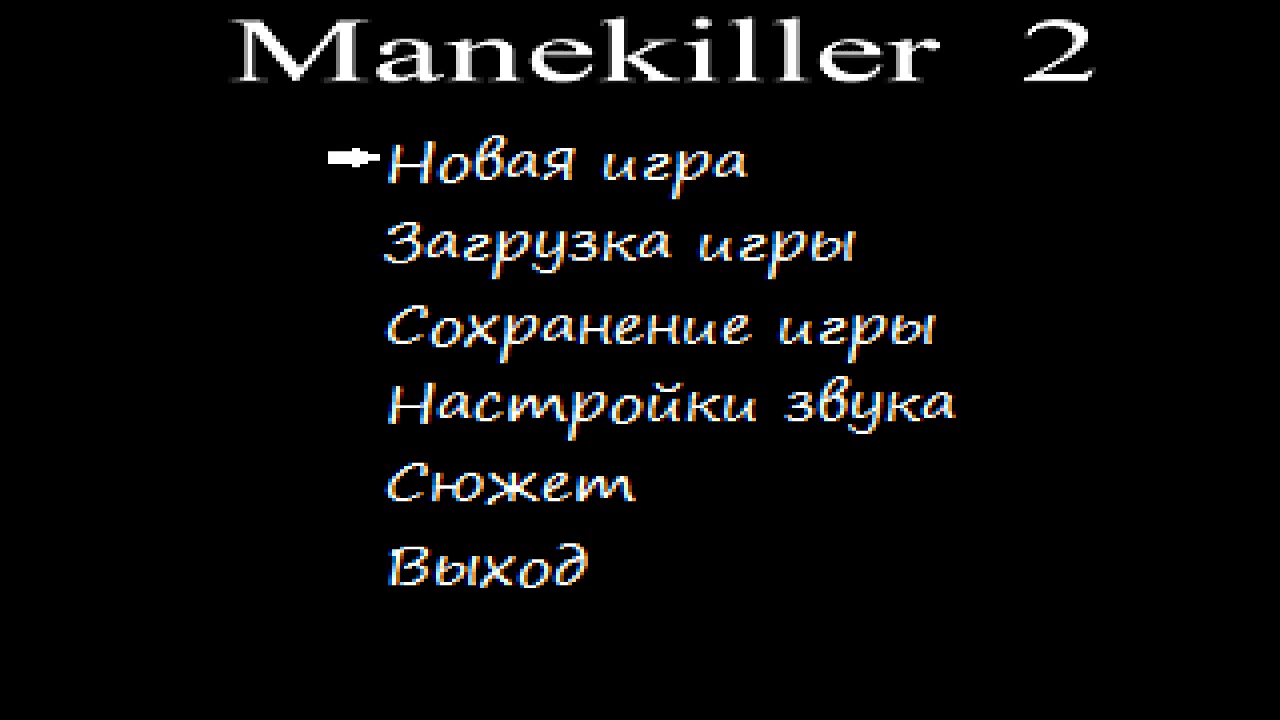 Manekiller 2
Новая игра
Загрузка игры
Сохранение игры
Настройки звука
Сюжет
Выход